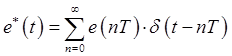 e*(t) = ∑_{n=0}^{∞} e(nT)·δ(t−nT)